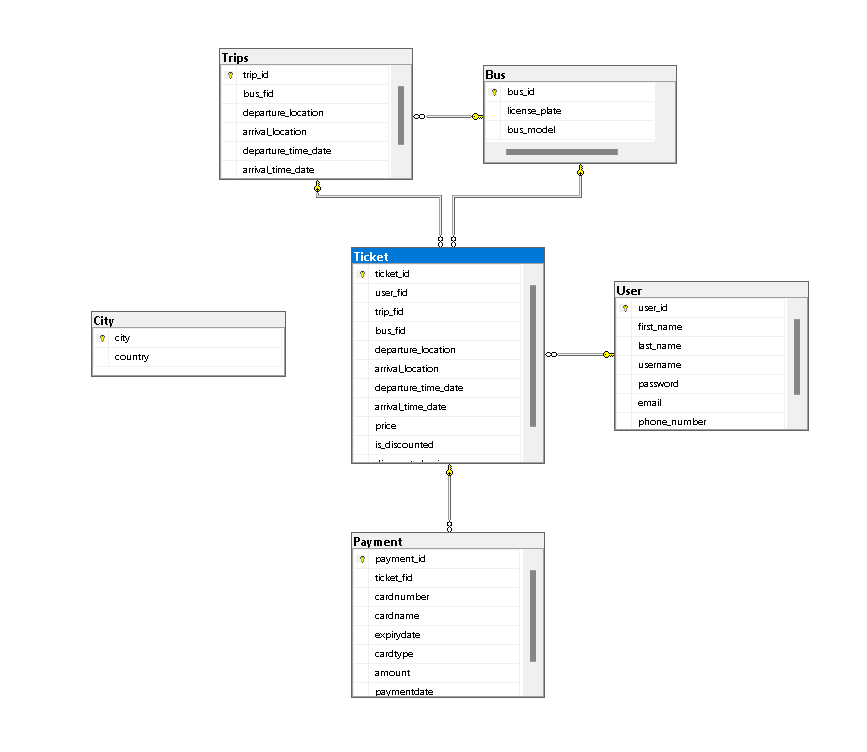 Trips
trip_id
bus_fid
departure_location
arrival_location
departure_time_date
arrival_time_date
Bus
bus_id
license_plate
bus_model
Ticket
ticket_id
user_fid
trip_fid
bus_fid
departure_location
arrival_location
departure_time_date
arrival_time_date
price
is_discounted
User
user_id
first_name
last_name
username
password
email
phone_number
City
city
country
Payment
payment_id
ticket_fid
cardnumber
cardname
expirydate
cardtype
amount
paymentdate